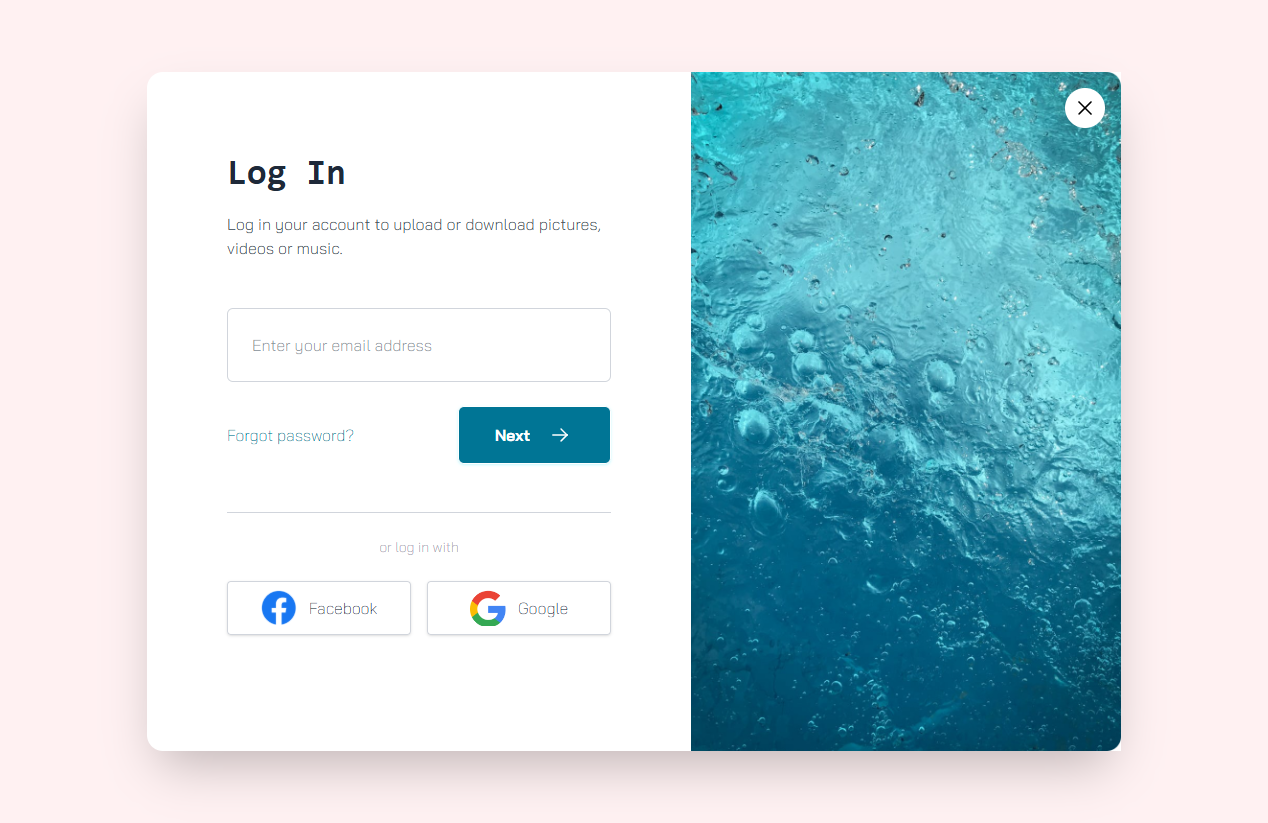 Log In
Log in your account to upload or download pictures,
videos or music.
Enter your email address
Forgot password?
Next
or log in with
Facebook
Google